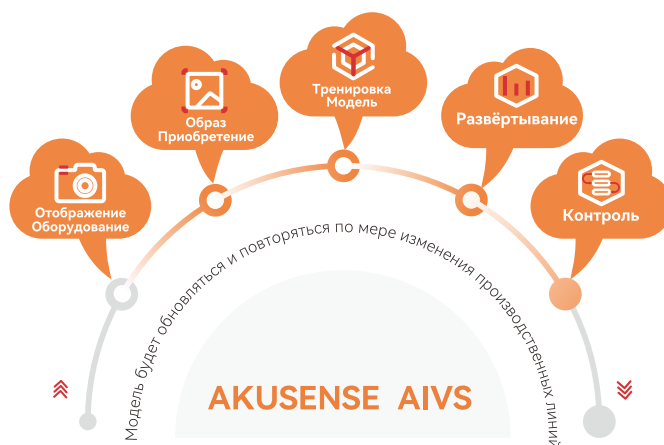 Отображение
Оборудование
Образ
Приобретение
Тренировка
Модель
Развёртывание
Контроль
Модель будет обновляться и повторяться по мере изменения производственных линий
AKUSENSE AIVS